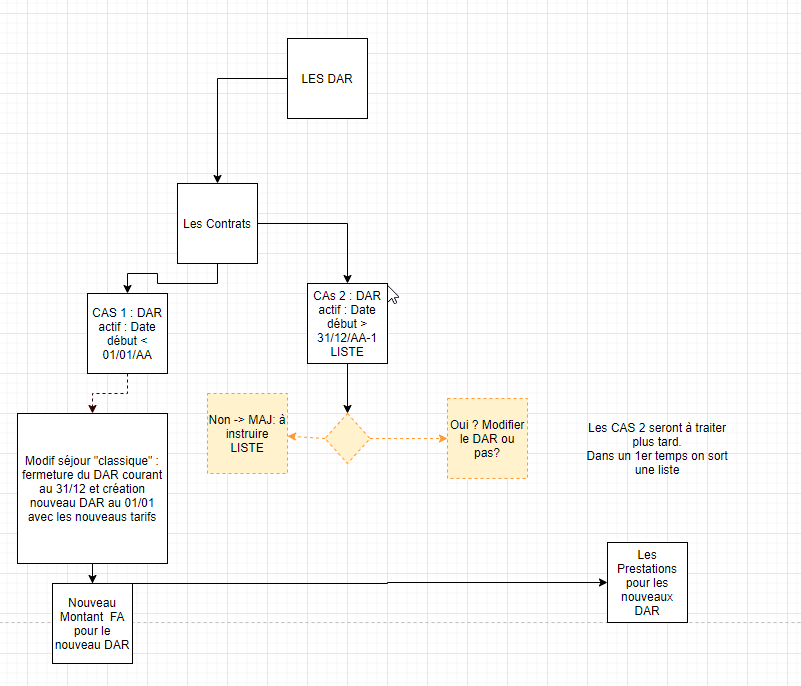 LES DAR
Les Contrats
CAS 1 : DAR
actif : Date
début <
01/01/AA
CAs 2 : DAR
actif : Date
début >
31/12/AA-1
LISTE
Non -> MAJ: à
instruire
LISTE
Oui ? Modifier
le DAR ou
pas?
Les CAS 2 seront à traiter
plus tard.
Dans un 1er temps on sort
une liste
Modif séjour "classique" :
fermeture du DAR courant
au 31/12 et création
nouveau DAR au 01/01
avec les nouveaus tarifs
Nouveau
Montant FA
pour le
nouveau DAR
Les
Prestations
pour les
nouveaux
DAR